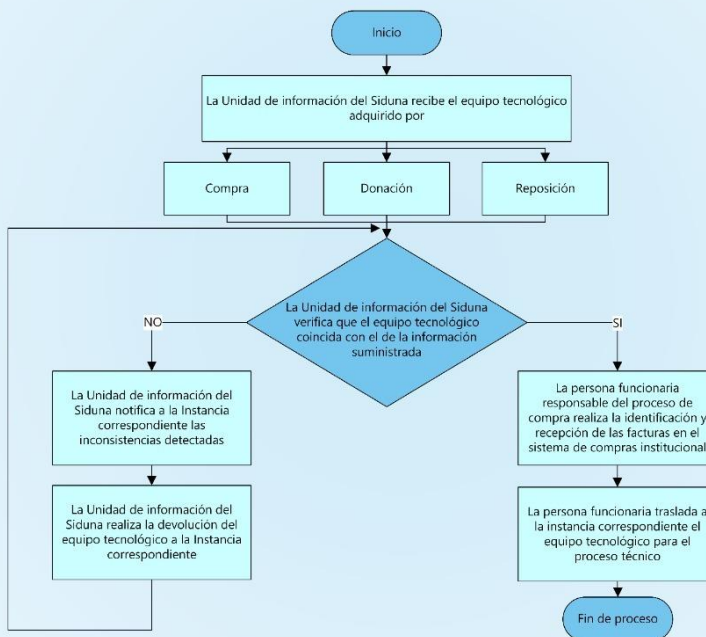 Inicio
La Unidad de información del Siduna recibe el equipo tecnológico
adquirido por
Compra
Donación
Reposición
La Unidad de información del Siduna
verifica que el equipo tecnológico
coincida con el de la información
suministrada
NO
SI
La Unidad de información del
Siduna notifica a la Instancia
correspondiente las
inconsistencias detectadas
La persona funcionaria
responsable del proceso de
compra realiza la identificación y
recepción de las facturas en el
sistema de compras institucional
La Unidad de información del
Siduna realiza la devolución del
equipo tecnológico a la Instancia
correspondiente
La persona funcionaria traslada a
la instancia correspondiente el
equipo tecnológico para el
proceso técnico
Fin de proceso